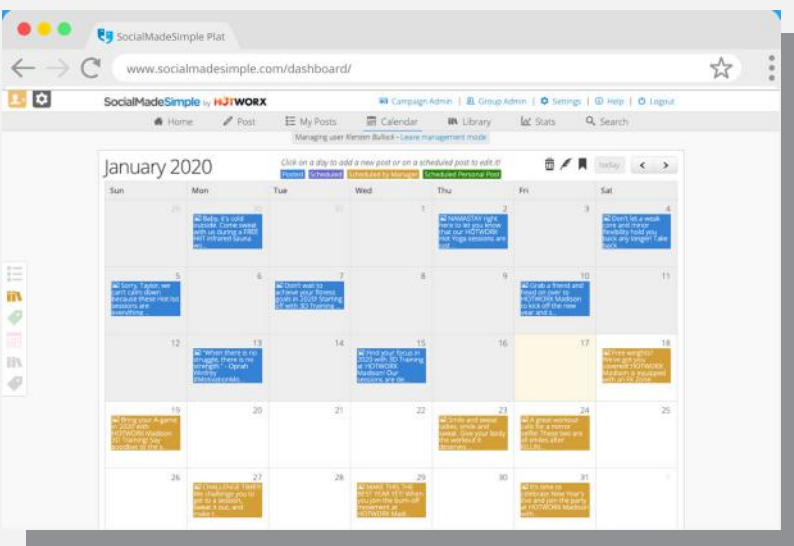 SocialMadeSimple Plat
www.socialmadesimple.com/dashboard/
SocialMadeSimple by HOTWORX
Campaign Admin | Group Admin | Settings | Help | Logout
Home Post My Posts Calendar Library Stats Search
Managing user Kiersten Bullock - Leave management mode
January 2020
Click on a day to add a new post or on a scheduled post to edit it!
Posted Scheduled Scheduled by Manager Scheduled Personal Post
today
Sun Mon Tue Wed Thu Fri Sat
29 30 31 1 2 3 4
Baby, it's cold
outside. Come sweat
with us during a FREE
HIIT infrared sauna
wo...
NAMASTAY right
here to let you know
that our HOTWORX
Hot Yoga sessions are
Don't let a weak
core and minor
flexibility hold you
back any longer! Take
back
5 6 7 8 9 10 11
Sorry, Taylor, we
can't calm down
because these Hot Iso
sessions are
everything...
Don't wait to
achieve your fitness
goals in 2020! Starting
off with 3D Training
Grab a friend and
head on over to
HOTWORX Madison
to kick off the new
year and s...
12 13 14 15 16 17 18
"When there is no
struggle, there is no
strength." - Oprah
Winfrey
#MotivationMo...
Find your focus in
2020 with 3D Training
at HOTWORX
Madison! Our
sessions are de...
Free weights?
We've got you
covered! HOTWORX
Madison is equipped
with an FX Zone
19 20 21 22 23 24 25
Bring your A-game
in 2020 with
HOTWORX Madison
3D Training! Say
goodbye to the s...
Smile and sweat
ladies, smile and
sweat. Give your body
the workout it
deserves
A great workout
calls for a mirror
selfie! These two are
all smiles after
KILLIN...
26 27 28 29 30 31 1
CHALLENGE TIME!!!
We challenge you to
get to a session,
sweat it out, and
make t...
MAKE THIS THE
BEST YEAR YET! When
you join the burn-off
movement at
HOTWORX Madi...
It's time to
celebrate New Year's
Eve and join the party
at HOTWORX Madison
with...